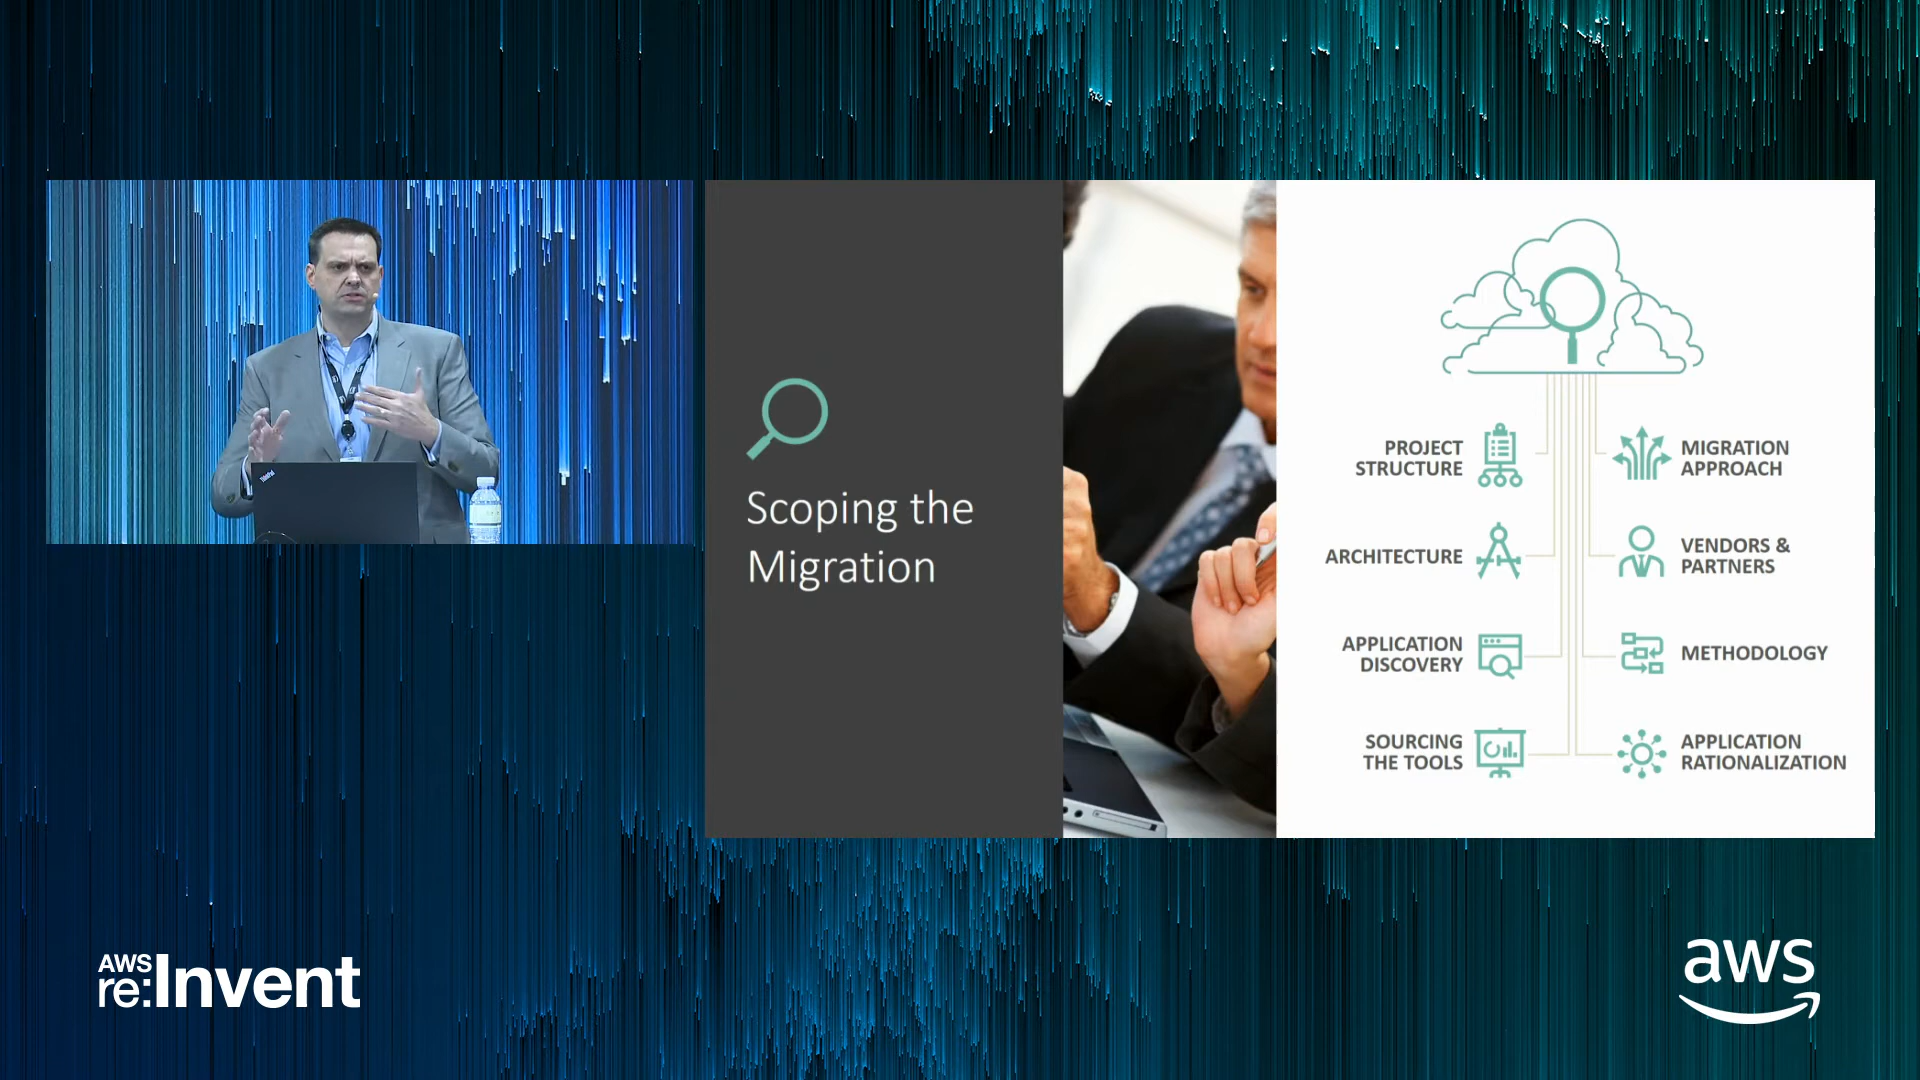 Scoping the
Migration
PROJECT
STRUCTURE
MIGRATION
APPROACH
ARCHITECTURE
VENDORS &
PARTNERS
APPLICATION
DISCOVERY
METHODOLOGY
SOURCING
THE TOOLS
APPLICATION
RATIONALIZATION
ThinkPad
AWS
re:Invent
aws